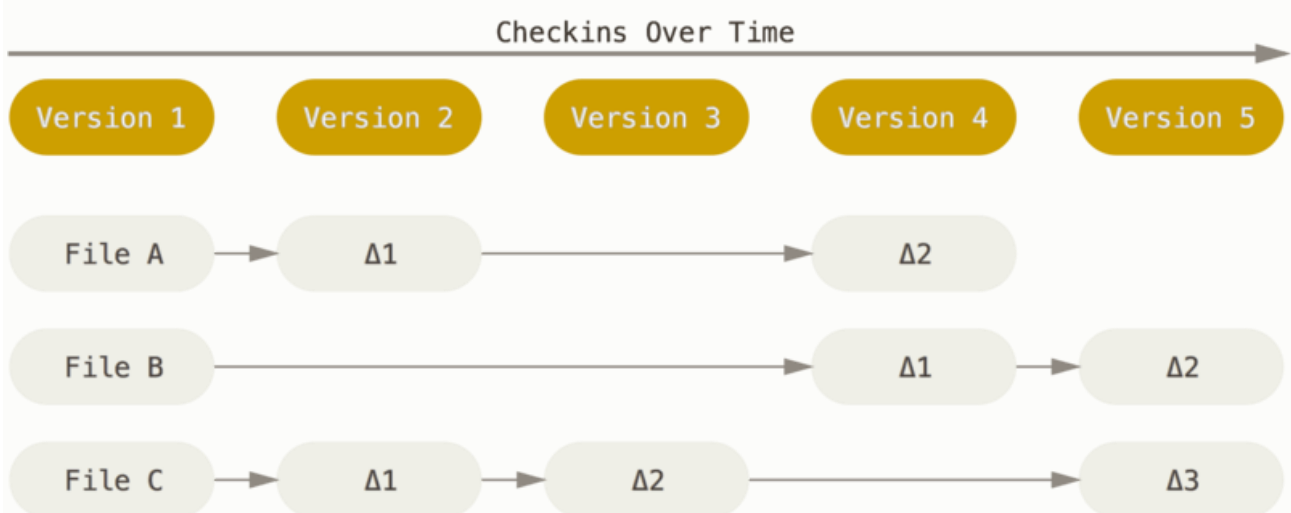 Checkins Over Time
Version 1 Version 2 Version 3 Version 4 Version 5
File A Δ1 Δ2
File B Δ1 Δ2
File C Δ1 Δ2 Δ3